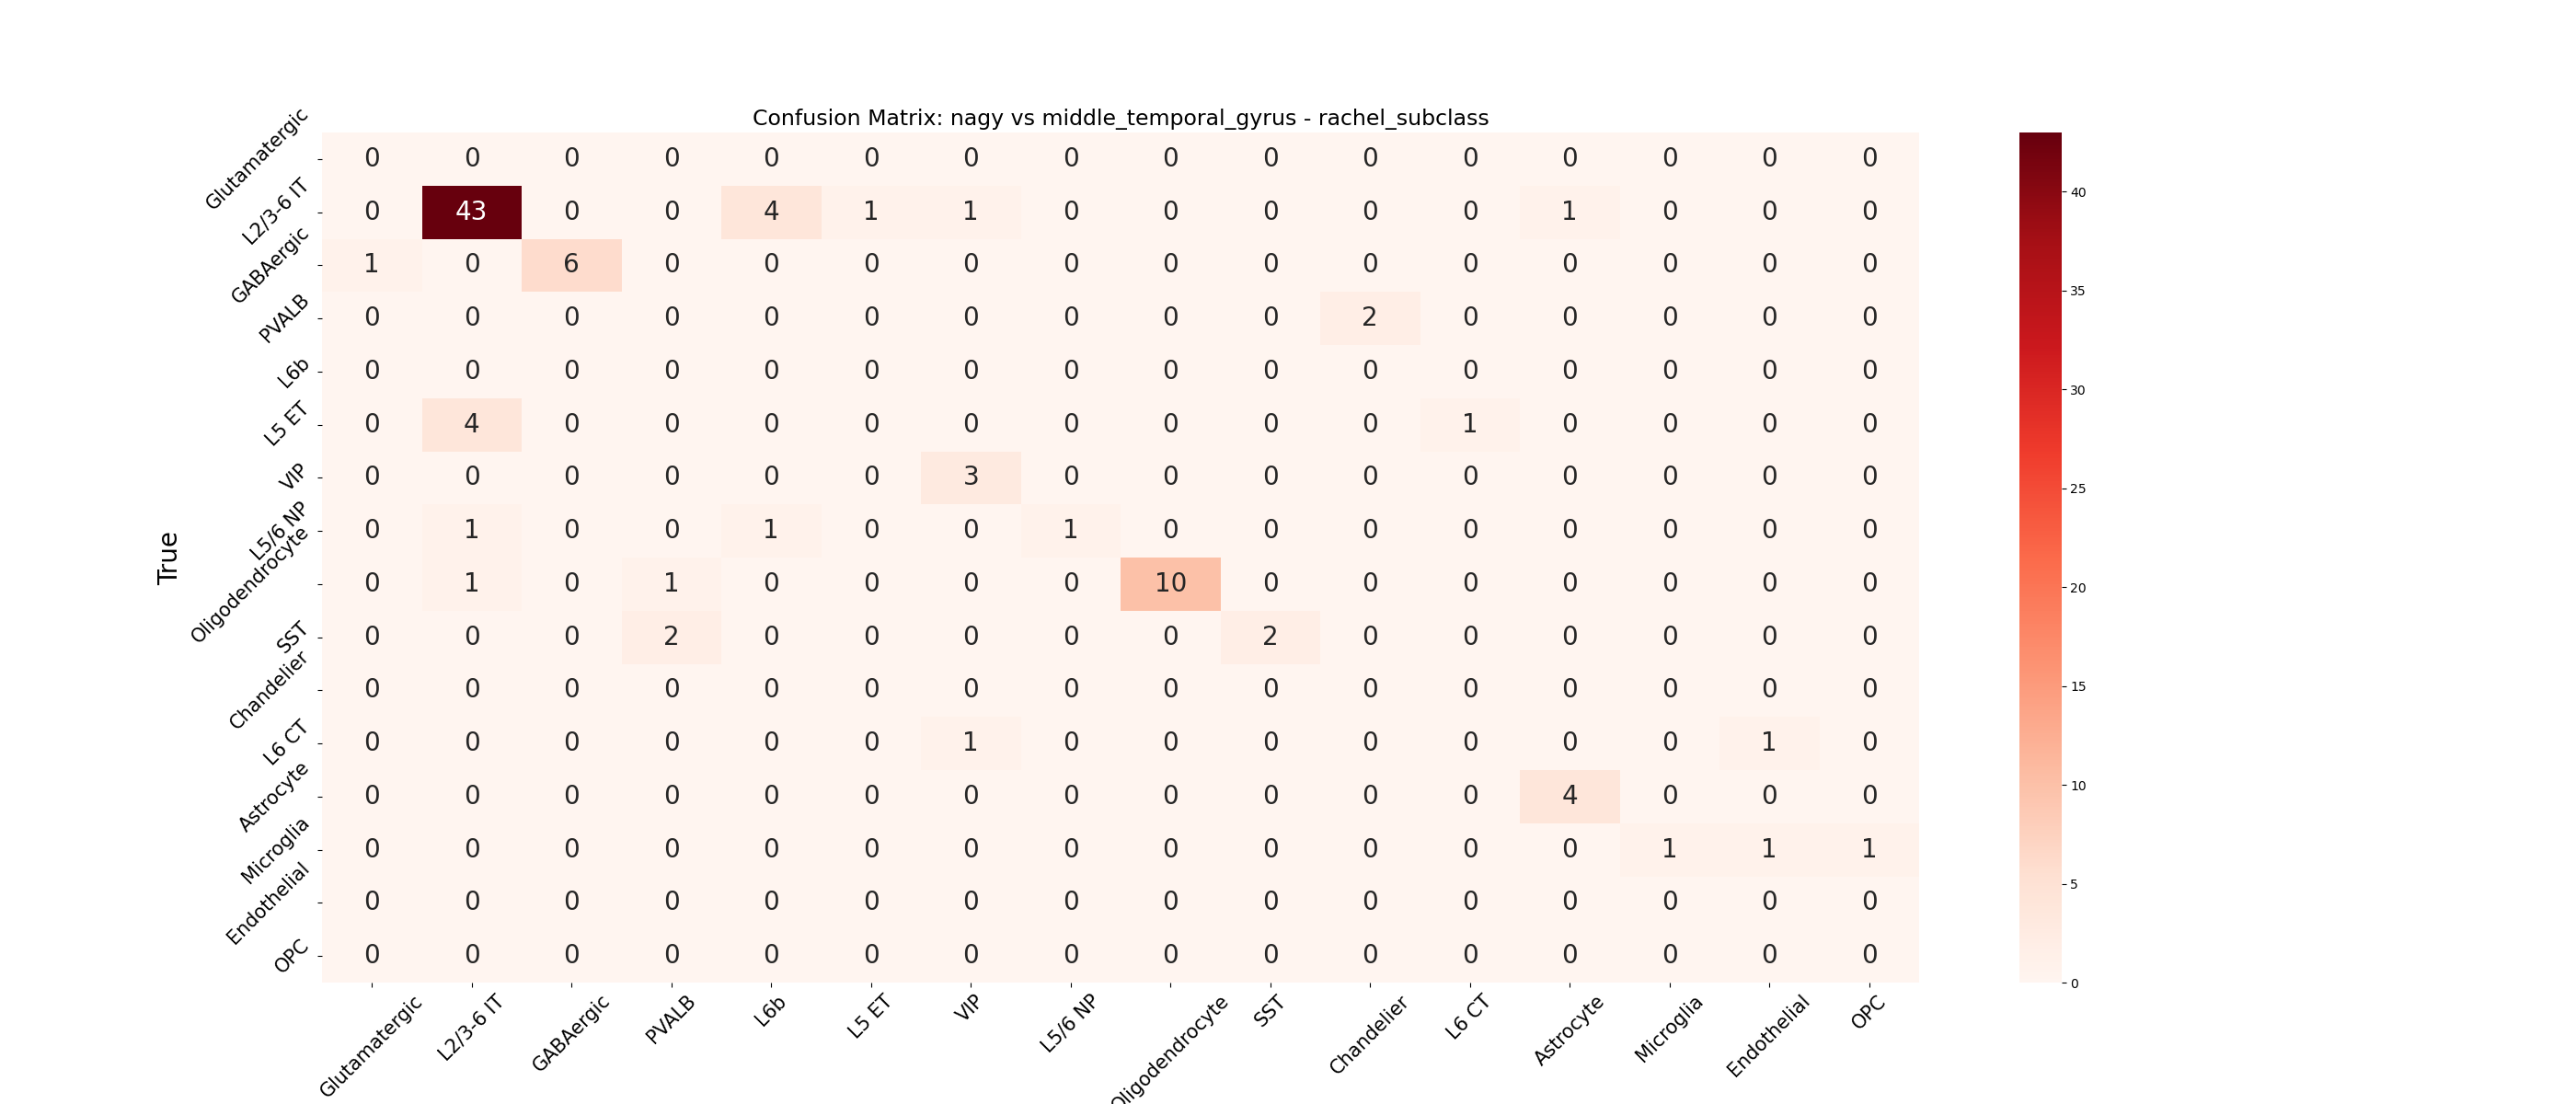 Confusion Matrix: nagy vs middle_temporal_gyrus - rachel_subclass
Glutamatergic 0 0 0 0 0 0 0 0 0 0 0 0 0 0 0 0
L2/3-6 IT 0 43 0 0 4 1 1 0 0 0 0 0 1 0 0 0
GABAergic 1 0 6 0 0 0 0 0 0 0 0 0 0 0 0 0
PVALB 0 0 0 0 0 0 0 0 0 0 2 0 0 0 0 0
L6b 0 0 0 0 0 0 0 0 0 0 0 0 0 0 0 0
L5 ET 0 4 0 0 0 0 0 0 0 0 0 1 0 0 0 0
VIP 0 0 0 0 0 0 3 0 0 0 0 0 0 0 0 0
L5/6 NP 0 1 0 0 1 0 0 1 0 0 0 0 0 0 0 0
Oligodendrocyte 0 1 0 1 0 0 0 0 10 0 0 0 0 0 0 0
SST 0 0 0 2 0 0 0 0 0 2 0 0 0 0 0 0
Chandelier 0 0 0 0 0 0 0 0 0 0 0 0 0 0 0 0
L6 CT 0 0 0 0 0 0 1 0 0 0 0 0 0 0 1 0
Astrocyte 0 0 0 0 0 0 0 0 0 0 0 0 4 0 0 0
Microglia 0 0 0 0 0 0 0 0 0 0 0 0 0 1 1 1
Endothelial 0 0 0 0 0 0 0 0 0 0 0 0 0 0 0 0
OPC 0 0 0 0 0 0 0 0 0 0 0 0 0 0 0 0
True
Glutamatergic L2/3-6 IT GABAergic PVALB L6b L5 ET VIP L5/6 NP Oligodendrocyte SST Chandelier L6 CT Astrocyte Microglia Endothelial OPC
40
35
30
25
20
15
10
5
0